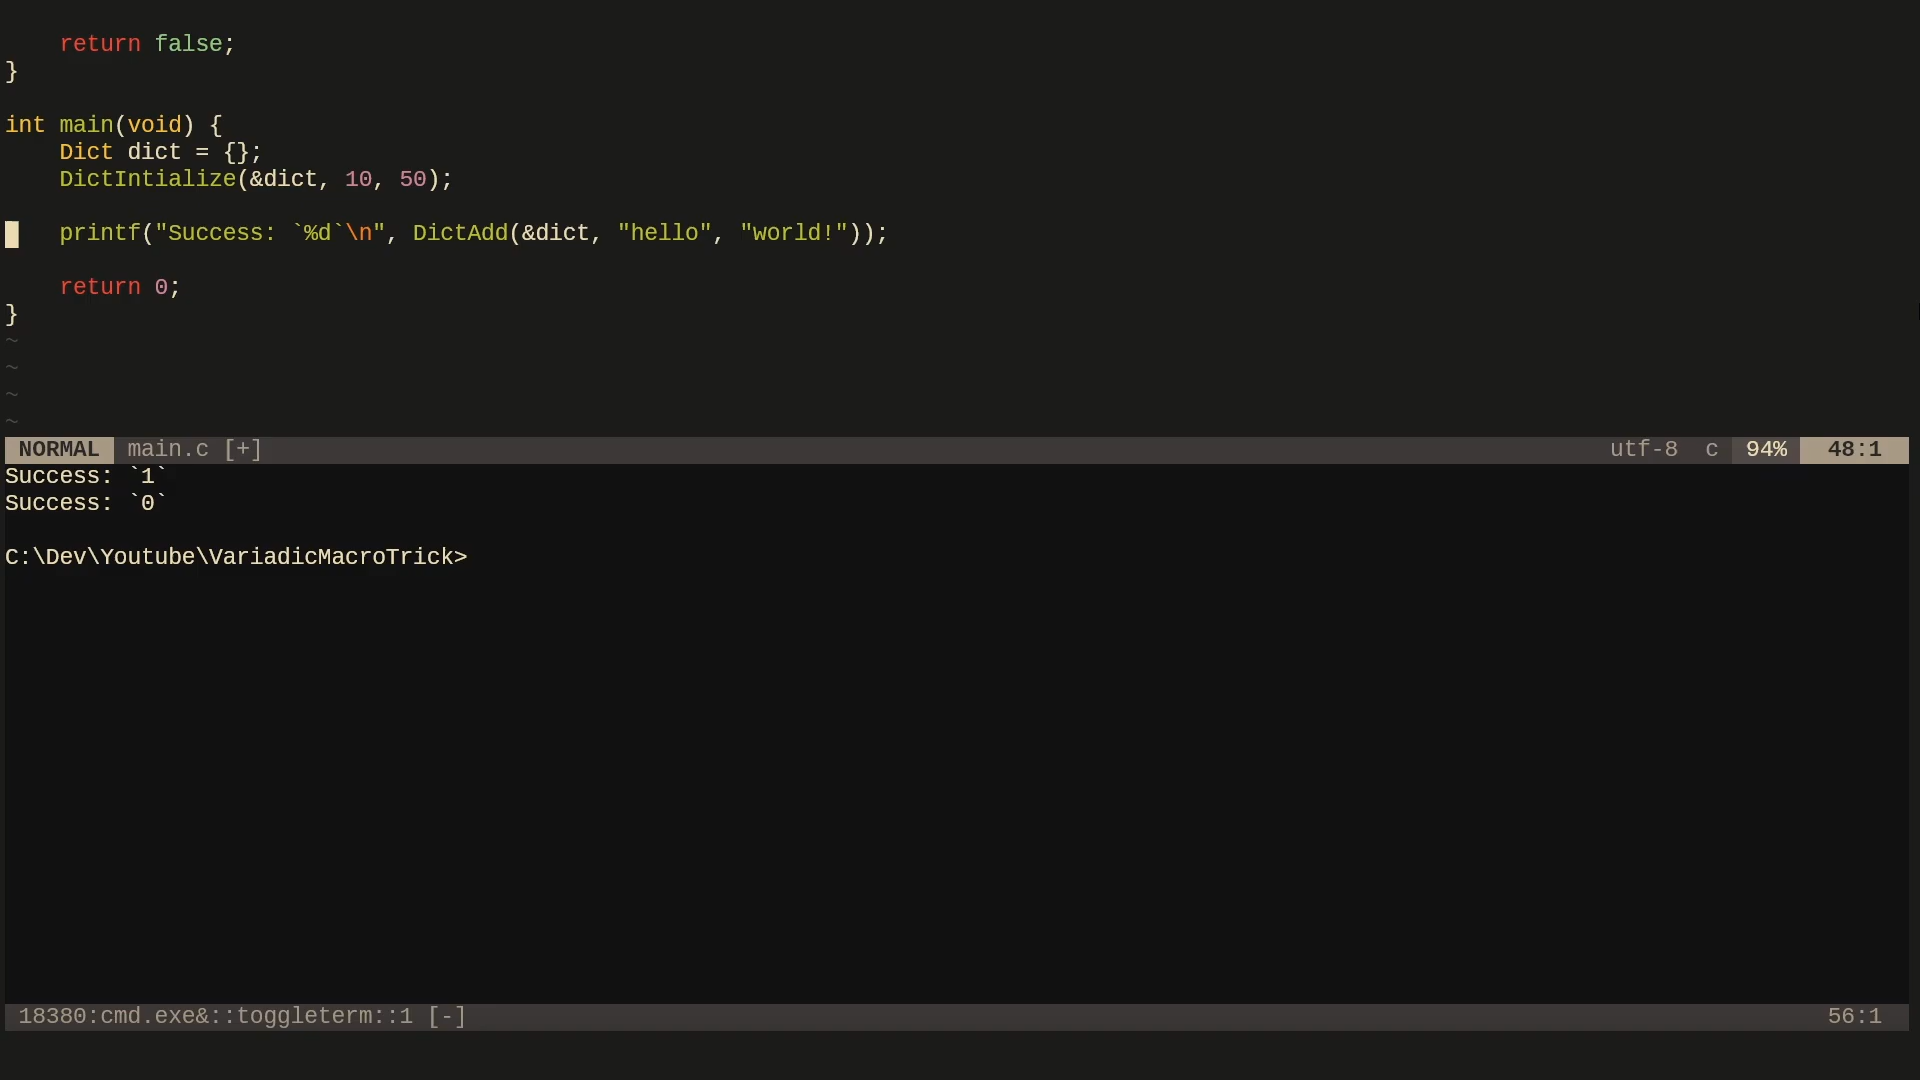 return false;
}
int main(void) {
    Dict dict = {};
    DictIntialize(&dict, 10, 50);
    printf("Success: `%d`\n", DictAdd(&dict, "hello", "world!"));
    return 0;
}
~
~
~
~
NORMAL main.c [+] utf-8 c 94% 48:1
Success: `1`
Success: `0`
C:\Dev\Youtube\VariadicMacroTrick>
18380:cmd.exe&::toggleterm::1 [-] 56:1